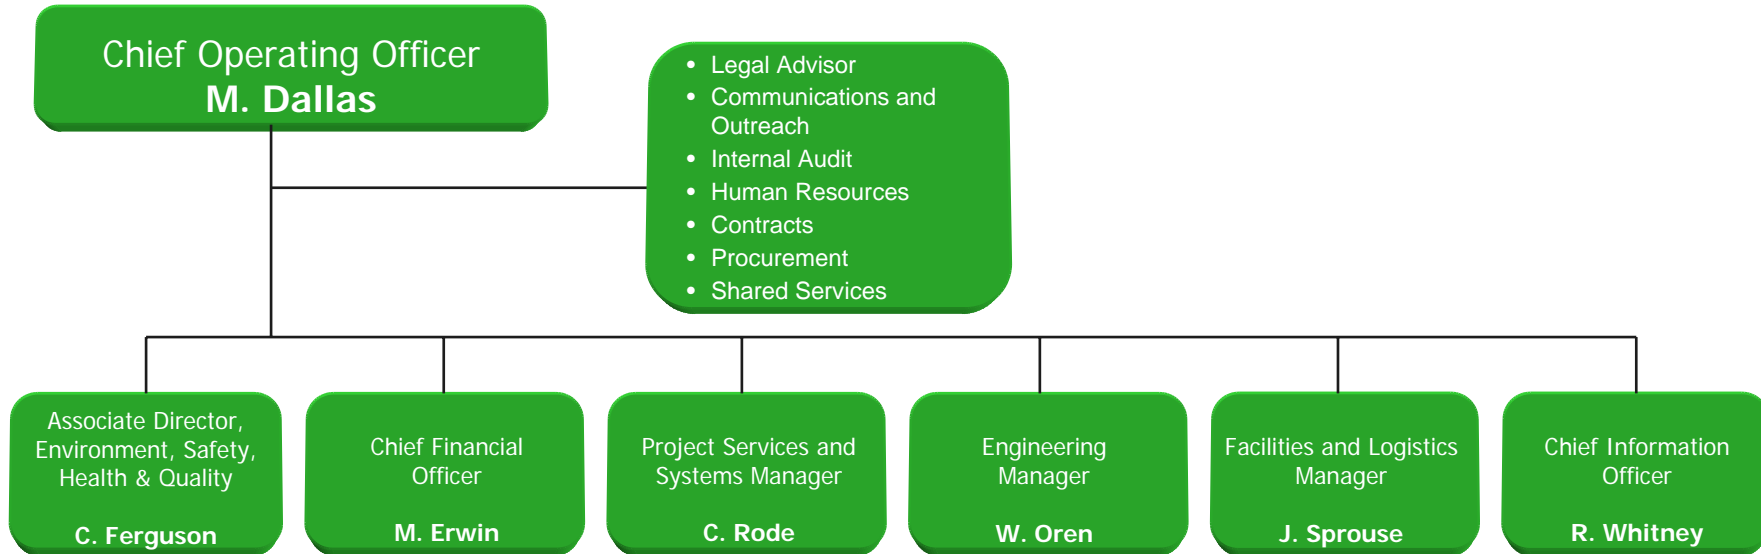 Chief Operating Officer
M. Dallas
• Legal Advisor
• Communications and
Outreach
• Internal Audit
• Human Resources
• Contracts
• Procurement
• Shared Services
Associate Director,
Environment, Safety,
Health & Quality
C. Ferguson
Chief Financial
Officer
M. Erwin
Project Services and
Systems Manager
C. Rode
Engineering
Manager
W. Oren
Facilities and Logistics
Manager
J. Sprouse
Chief Information
Officer
R. Whitney